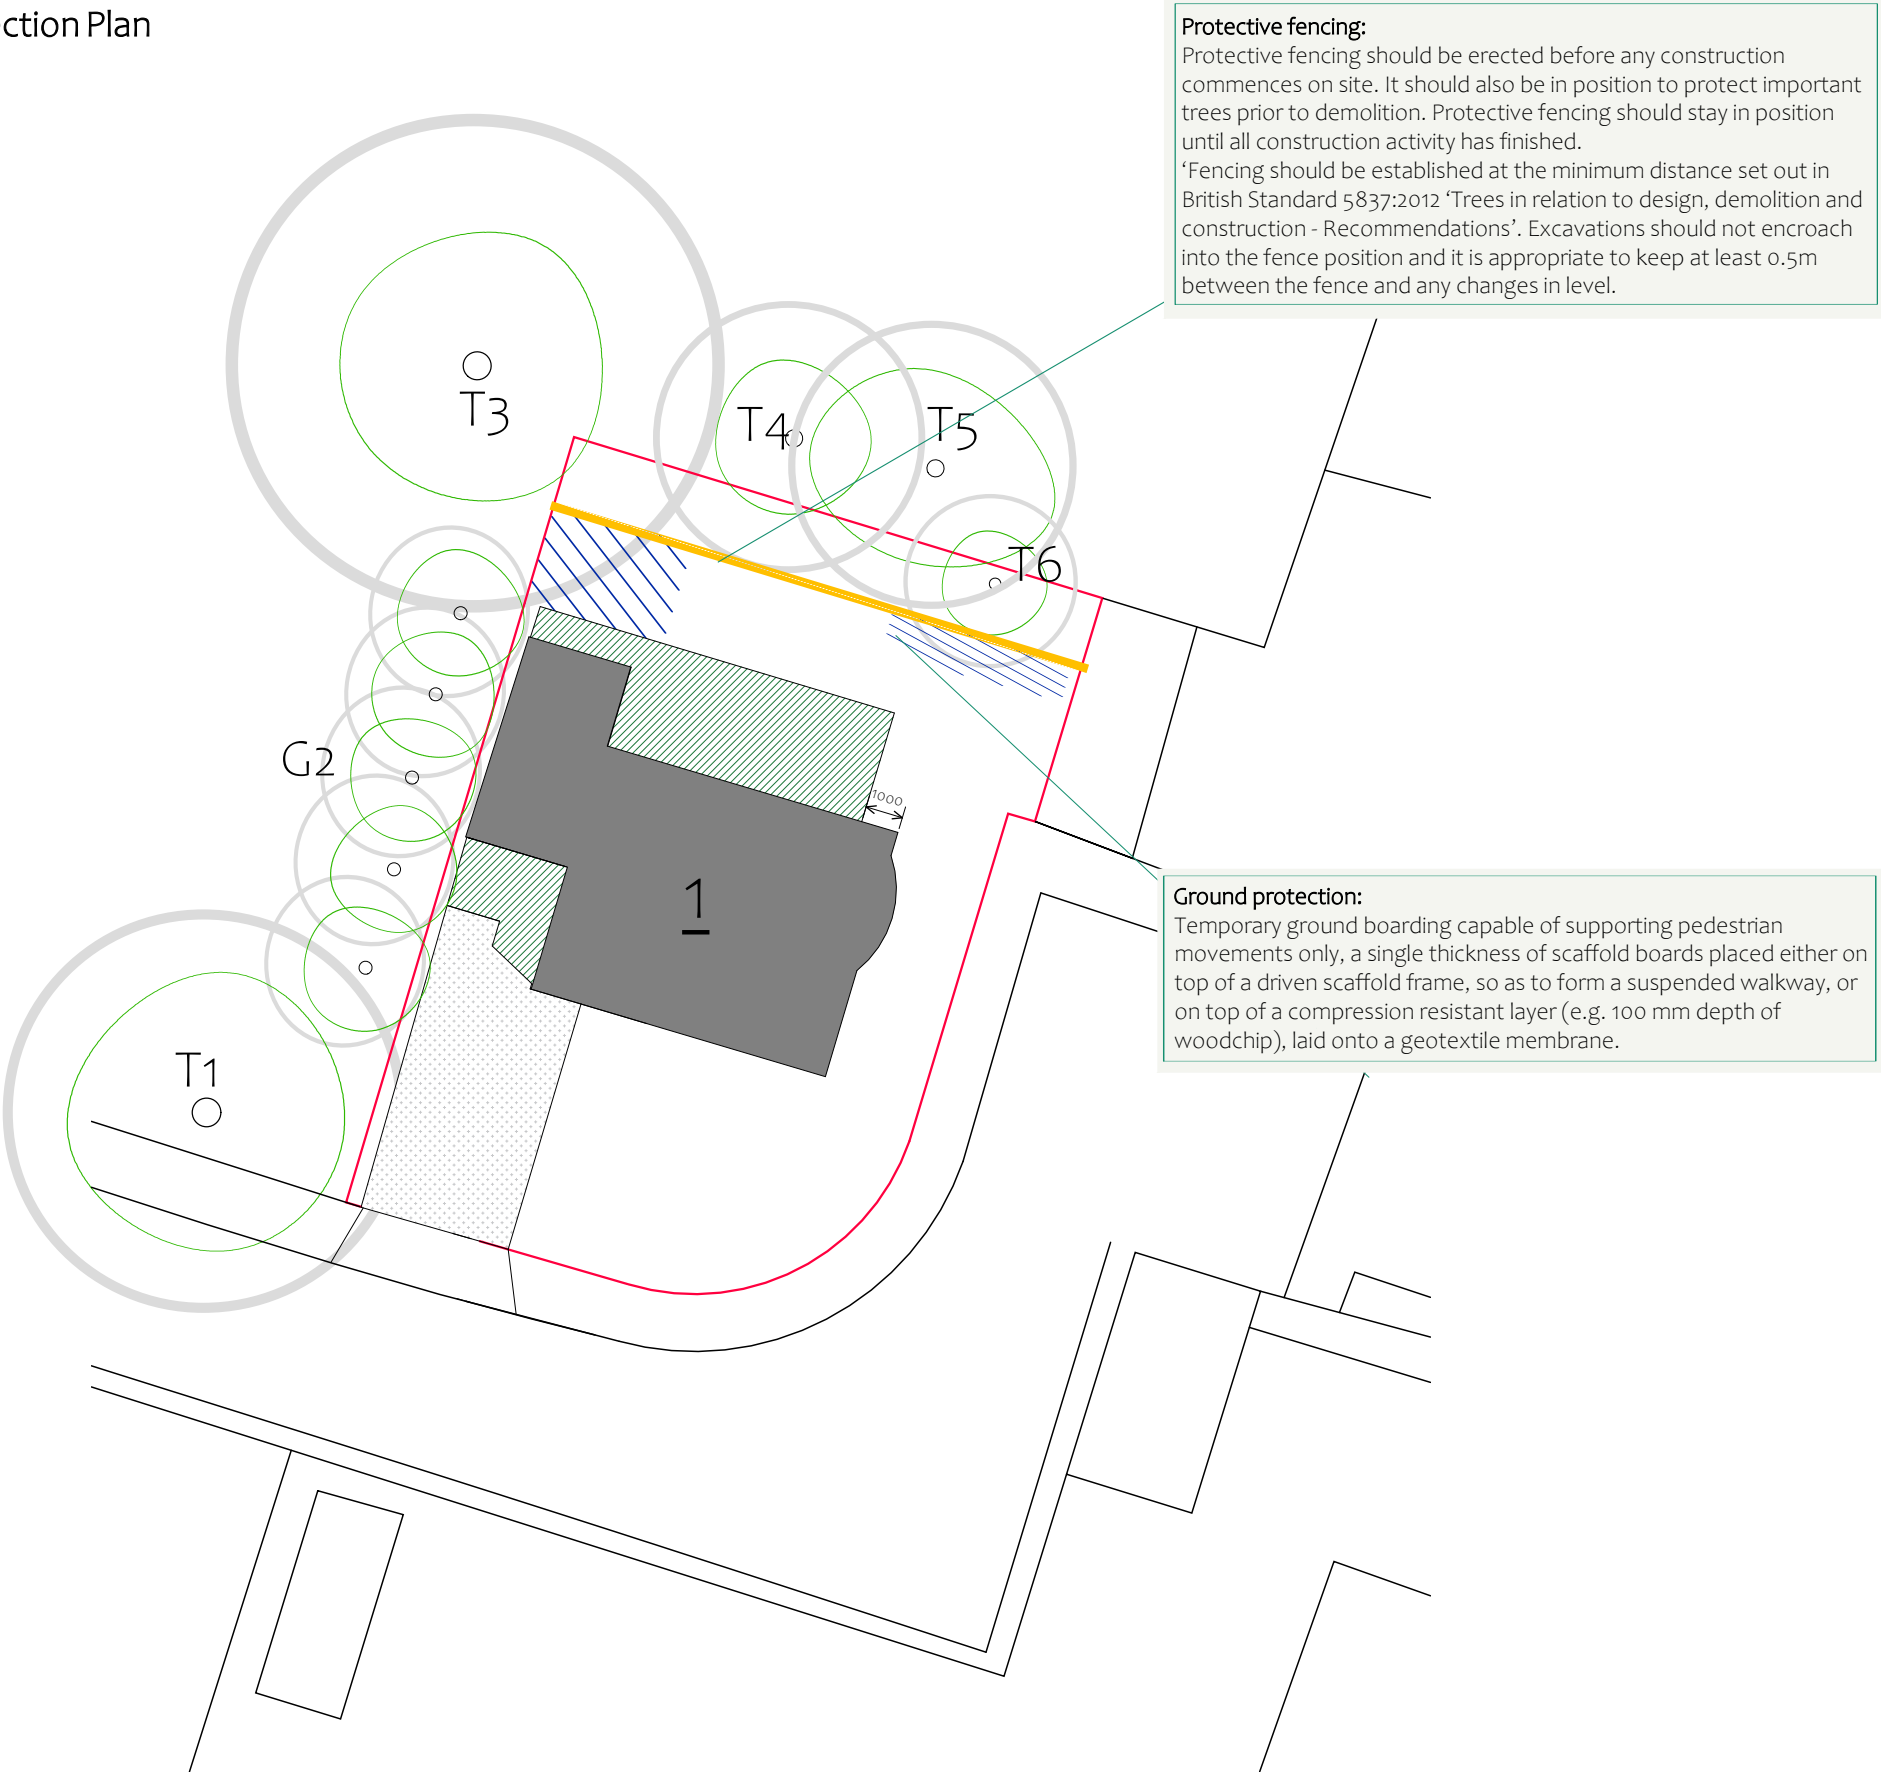 ction Plan
Protective fencing:
Protective fencing should be erected before any construction
commences on site. It should also be in position to protect important
trees prior to demolition. Protective fencing should stay in position
until all construction activity has finished.
‘Fencing should be established at the minimum distance set out in
British Standard 5837:2012 ‘Trees in relation to design, demolition and
construction - Recommendations’. Excavations should not encroach
into the fence position and it is appropriate to keep at least 0.5m
between the fence and any changes in level.
T3
T4
T5
T6
G2
1000
1
T1
Ground protection:
Temporary ground boarding capable of supporting pedestrian
movements only, a single thickness of scaffold boards placed either on
top of a driven scaffold frame, so as to form a suspended walkway, or
on top of a compression resistant layer (e.g. 100 mm depth of
woodchip), laid onto a geotextile membrane.